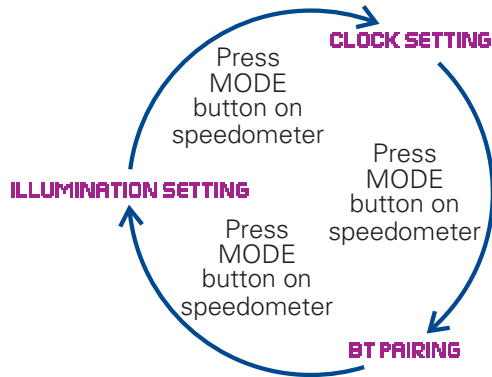 CLOCK SETTING
Press
MODE
button on
speedometer
Press
MODE
button on
speedometer
ILLUMINATION SETTING
Press
MODE
button on
speedometer
BT PAIRING